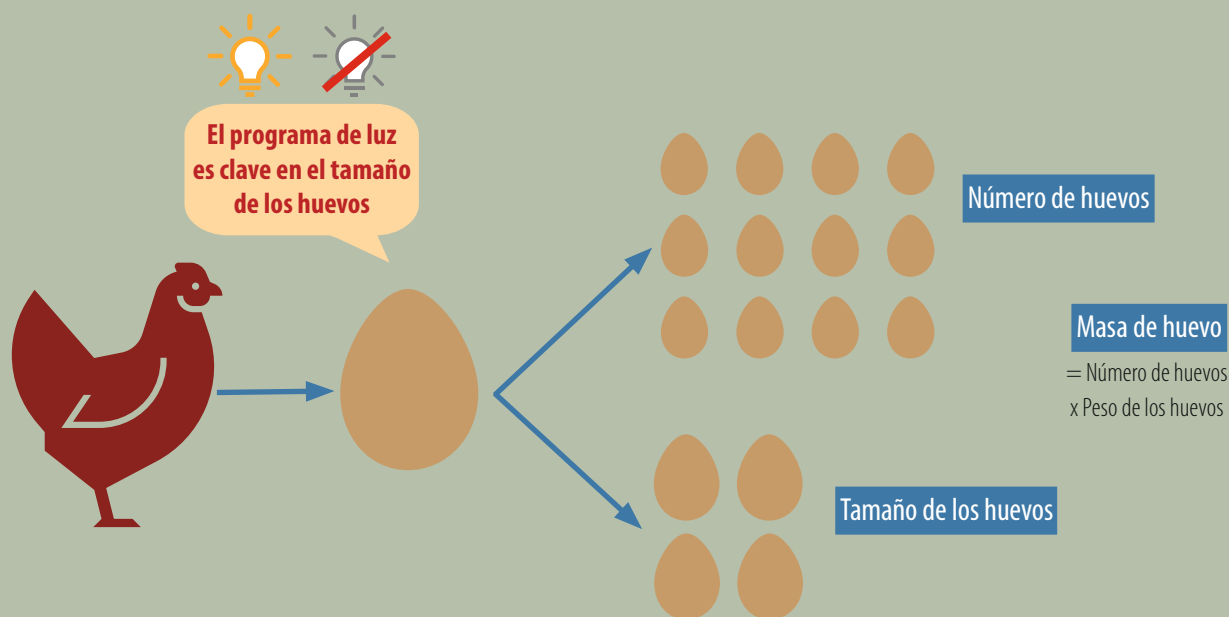 El programa de luz
es clave en el tamaño
de los huevos
Número de huevos
Masa de huevo
= Número de huevos
x Peso de los huevos
Tamaño de los huevos